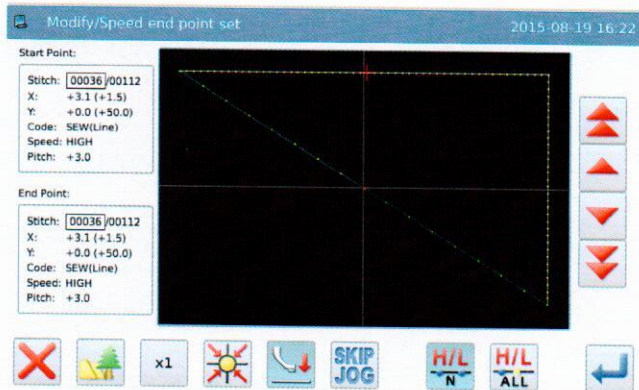 Modify/Speed end point set
2015-08-19 16:22
Start Point:
Stitch: 00036/00112
X: +3.1 (+1.5)
Y: +0.0 (+50.0)
Code: SEW(Line)
Speed: HIGH
Pitch: +3.0
End Point:
Stitch: 00036/00112
X: +3.1 (+1.5)
Y: +0.0 (+50.0)
Code: SEW(Line)
Speed: HIGH
Pitch: +3.0
x1
SKIP
JOG
H/L
N
H/L
ALL